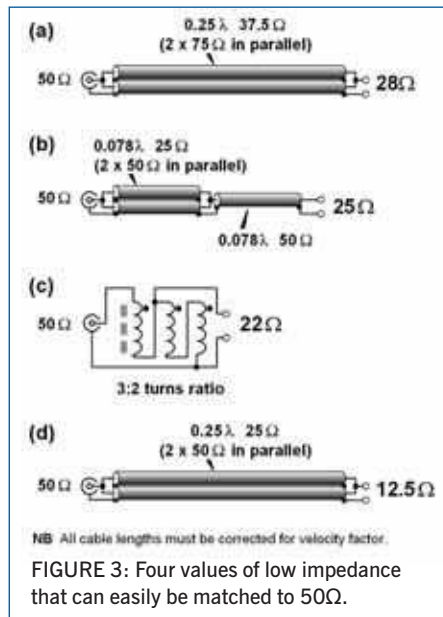 (a)
0.25λ 37.5Ω
(2 x 75Ω in parallel)
50Ω
28Ω
(b)
0.078λ 25Ω
(2 x 50Ω in parallel)
50Ω
25Ω
0.078λ 50Ω
(c)
50Ω
22Ω
3:2 turns ratio
(d)
0.25λ 25Ω
(2 x 50Ω in parallel)
50Ω
12.5Ω
NB All cable lengths must be corrected for velocity factor.
FIGURE 3: Four values of low impedance
that can easily be matched to 50Ω.